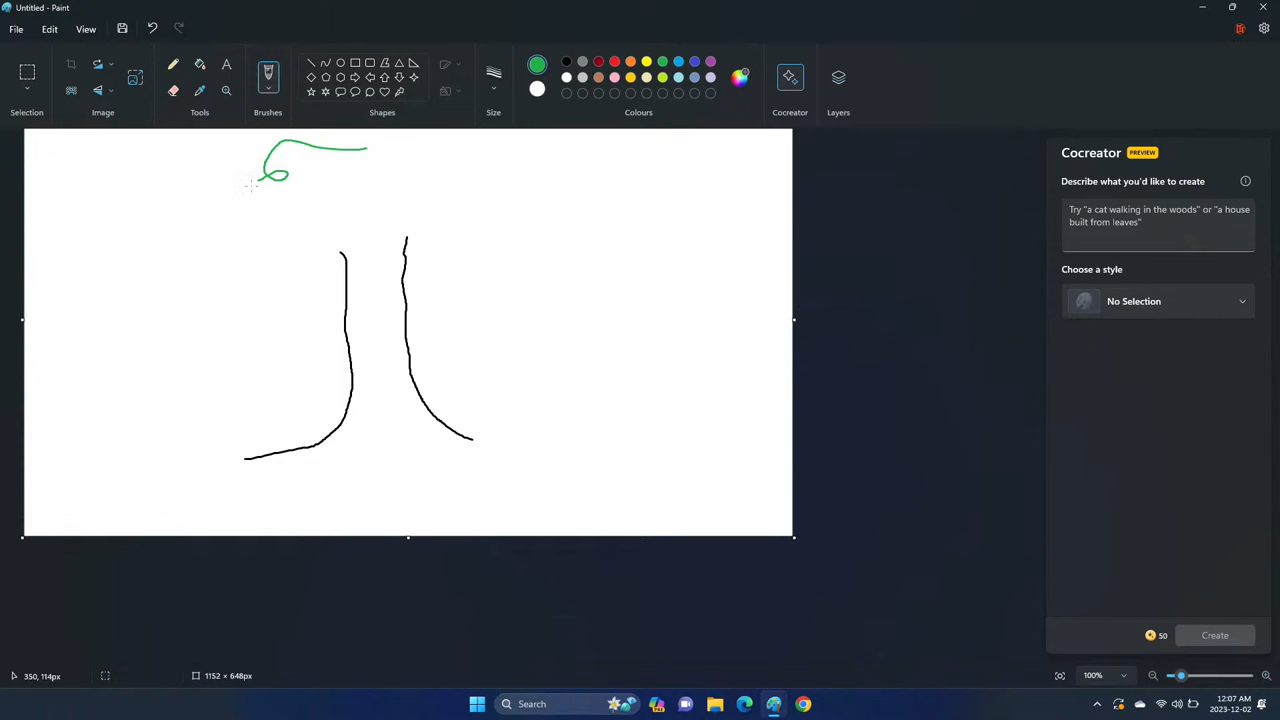 Untitled - Paint
File Edit View
Selection Image Tools Brushes Shapes Size Colours Cocreator Layers
Cocreator PREVIEW
Describe what you'd like to create
Try "a cat walking in the woods" or "a house
built from leaves"
Choose a style
No Selection
50 Create
350, 114px 1152 × 648px 100%
Search
12:07 AM
2023-12-02